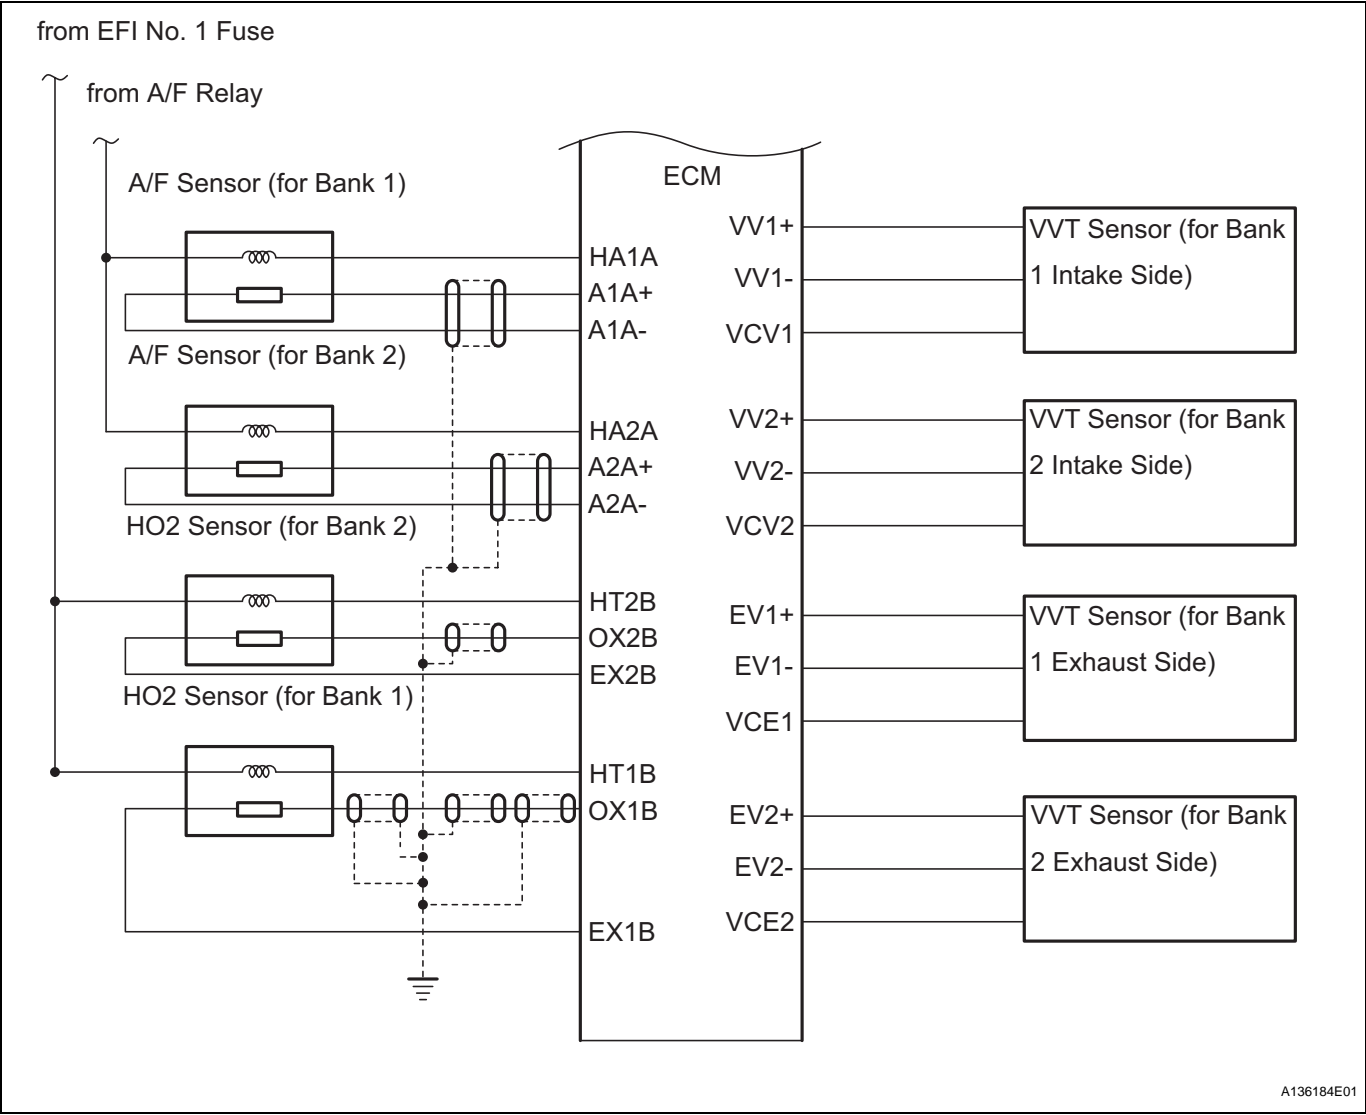 from EFI No. 1 Fuse
from A/F Relay
A/F Sensor (for Bank 1)
A/F Sensor (for Bank 2)
HO2 Sensor (for Bank 2)
HO2 Sensor (for Bank 1)
ECM
HA1A
A1A+
A1A-
HA2A
A2A+
A2A-
HT2B
OX2B
EX2B
HT1B
OX1B
EX1B
VV1+
VV1-
VCV1
VV2+
VV2-
VCV2
EV1+
EV1-
VCE1
EV2+
EV2-
VCE2
VVT Sensor (for Bank
1 Intake Side)
VVT Sensor (for Bank
2 Intake Side)
VVT Sensor (for Bank
1 Exhaust Side)
VVT Sensor (for Bank
2 Exhaust Side)
A136184E01